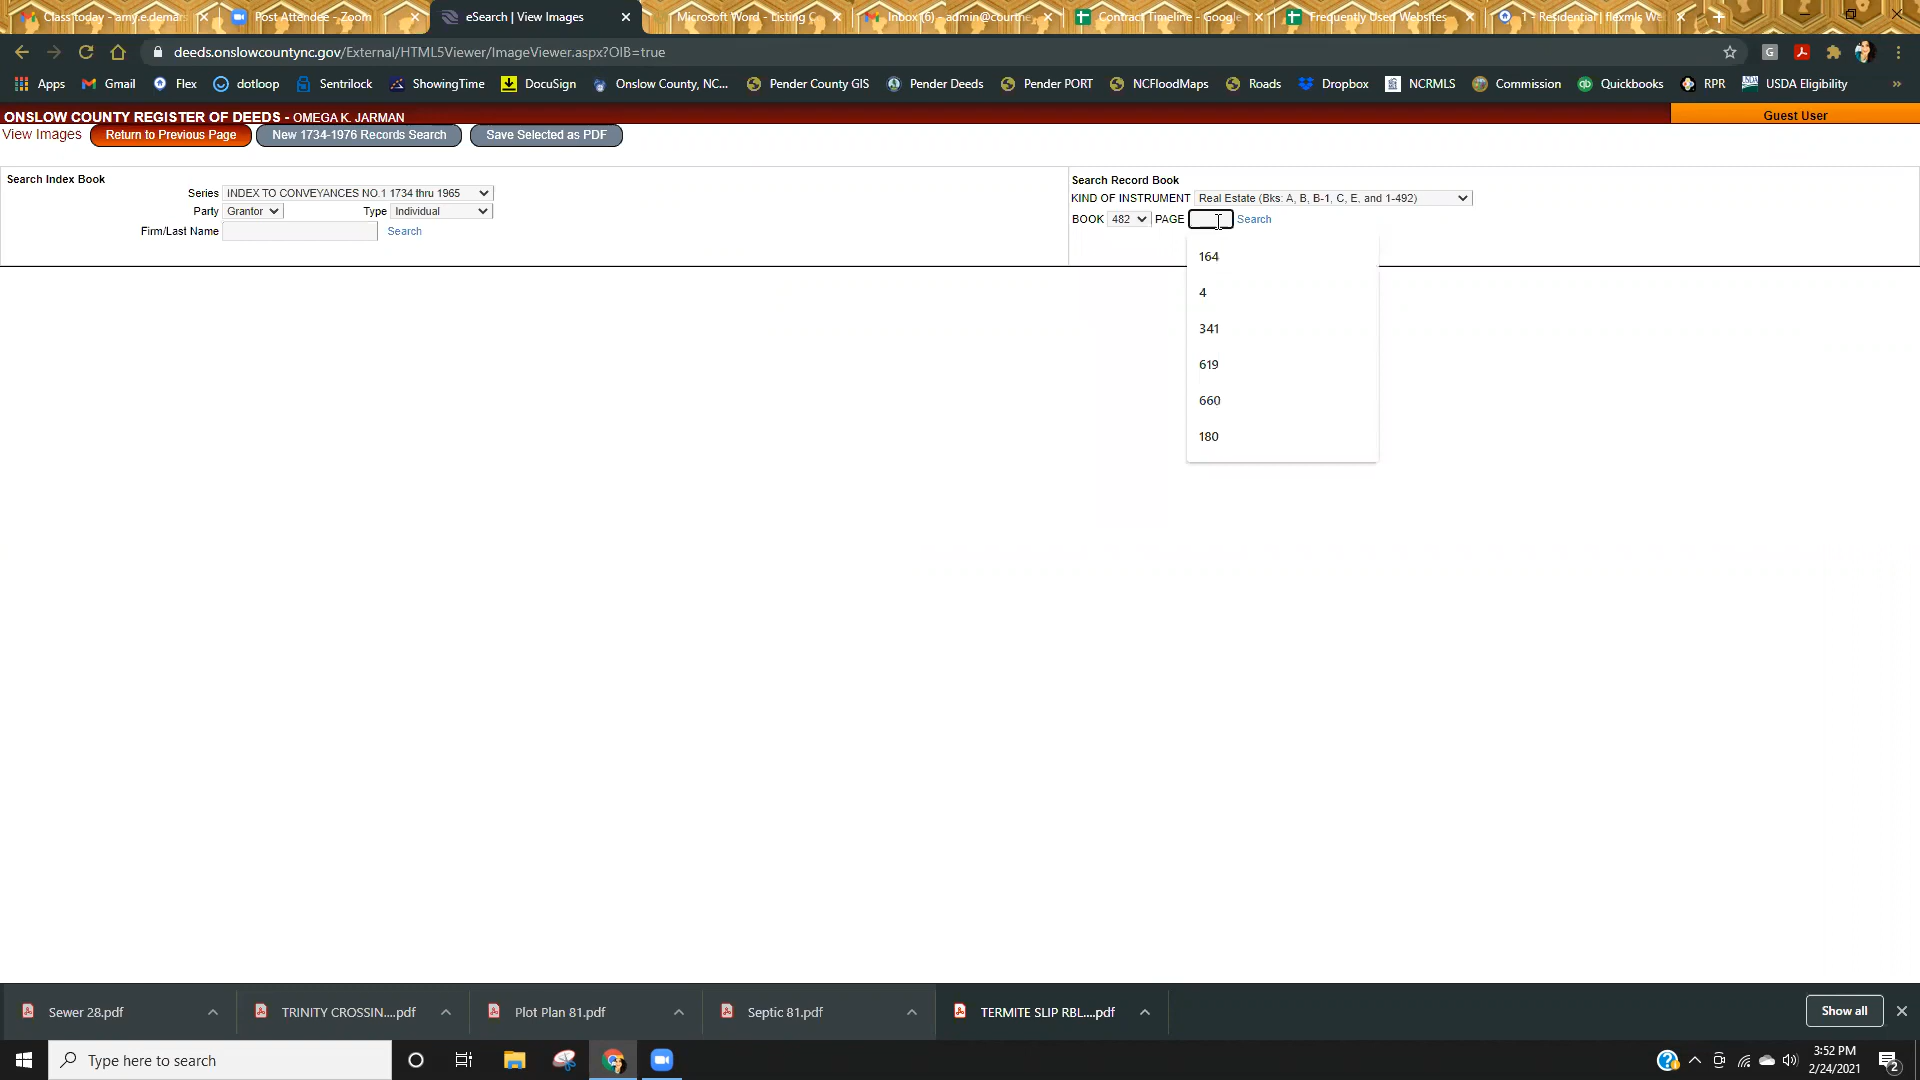 Class today - amy.e.demar
Post Attendee - Zoom
eSearch | View Images
Microsoft Word - Listing C
Inbox (6) - admin@courtne
Contract Timeline - Google
Frequently Used Websites -
1 - Residential | flexmls We
deeds.onslowcountync.gov/External/HTML5Viewer/ImageViewer.aspx?OIB=true
Apps
Gmail
Flex
dotloop
Sentrilock
ShowingTime
DocuSign
Onslow County, NC...
Pender County GIS
Pender Deeds
Pender PORT
NCFloodMaps
Roads
Dropbox
NCRMLS
Commission
Quickbooks
RPR
USDA Eligibility
»
ONSLOW COUNTY REGISTER OF DEEDS - OMEGA K. JARMAN
Guest User
View Images
Return to Previous Page
New 1734-1976 Records Search
Save Selected as PDF
Search Index Book
Series INDEX TO CONVEYANCES NO.1 1734 thru 1965
Party Grantor Type Individual
Firm/Last Name Search
Search Record Book
KIND OF INSTRUMENT Real Estate (Bks: A, B, B-1, C, E, and 1-492)
BOOK 482 PAGE Search
164
4
341
619
660
180
Sewer 28.pdf
TRINITY CROSSIN....pdf
Plot Plan 81.pdf
Septic 81.pdf
TERMITE SLIP RBL....pdf
Show all
Type here to search
3:52 PM
2/24/2021
2